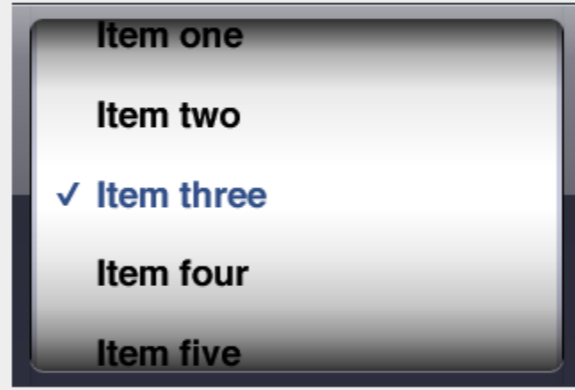 Item one
Item two
✓ Item three
Item four
Item five